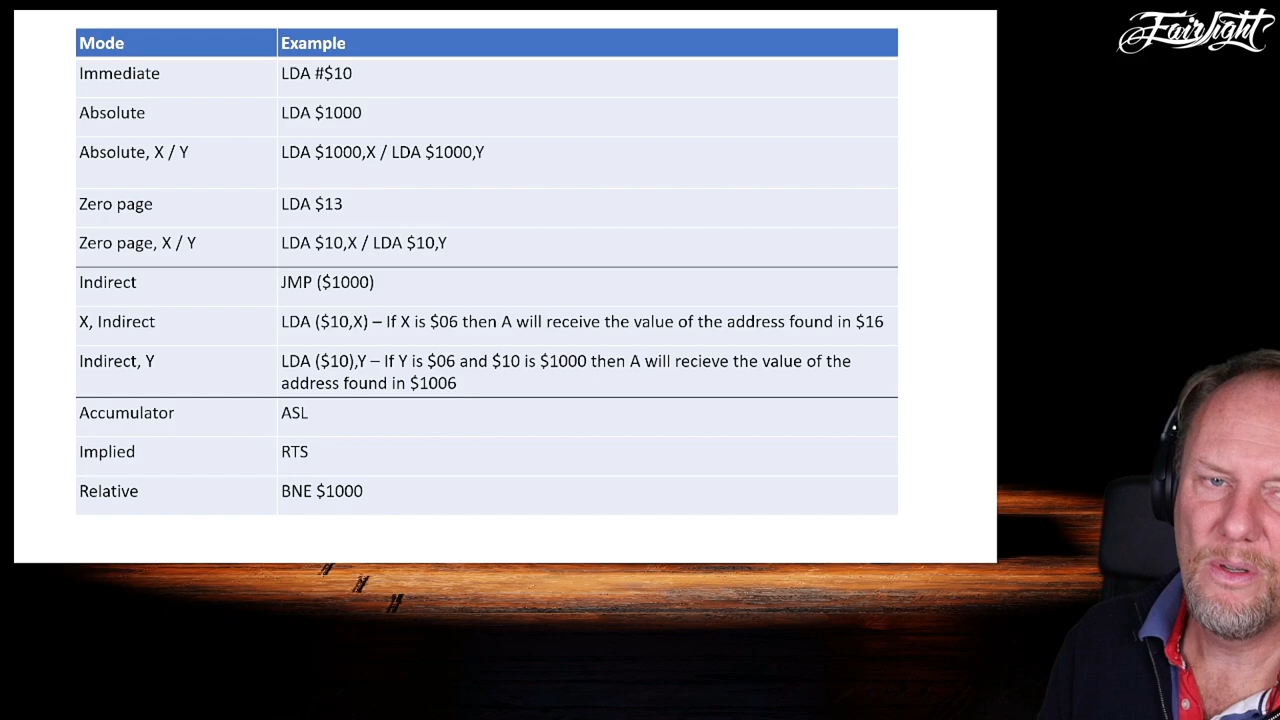 Fairlight
Mode Example
Immediate LDA #$10
Absolute LDA $1000
Absolute, X / Y LDA $1000,X / LDA $1000,Y
Zero page LDA $13
Zero page, X / Y LDA $10,X / LDA $10,Y
Indirect JMP ($1000)
X, Indirect LDA ($10,X) – If X is $06 then A will receive the value of the address found in $16
Indirect, Y LDA ($10),Y – If Y is $06 and $10 is $1000 then A will recieve the value of the
address found in $1006
Accumulator ASL
Implied RTS
Relative BNE $1000